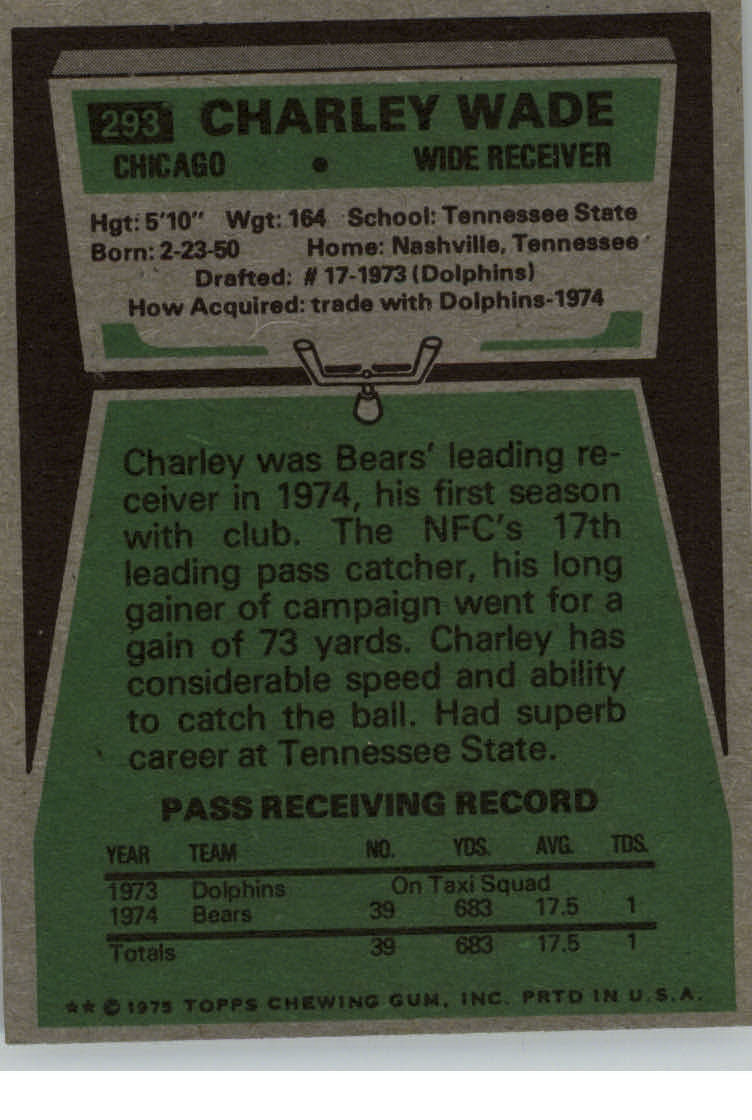 293 CHARLEY WADE
CHICAGO • WIDE RECEIVER
Hgt: 5'10" Wgt: 164 School: Tennessee State
Born: 2-23-50 Home: Nashville, Tennessee
Drafted: # 17-1973 (Dolphins)
How Acquired: trade with Dolphins-1974
Charley was Bears' leading re-
ceiver in 1974, his first season
with club. The NFC's 17th
leading pass catcher, his long
gainer of campaign went for a
gain of 73 yards. Charley has
considerable speed and ability
to catch the ball. Had superb
career at Tennessee State.
PASS RECEIVING RECORD
YEAR TEAM NO. YDS. AVG. TDS.
1973 Dolphins On Taxi Squad
1974 Bears 39 683 17.5 1
Totals 39 683 17.5 1
** © 1975 TOPPS CHEWING GUM, INC. PRTD IN U.S.A.